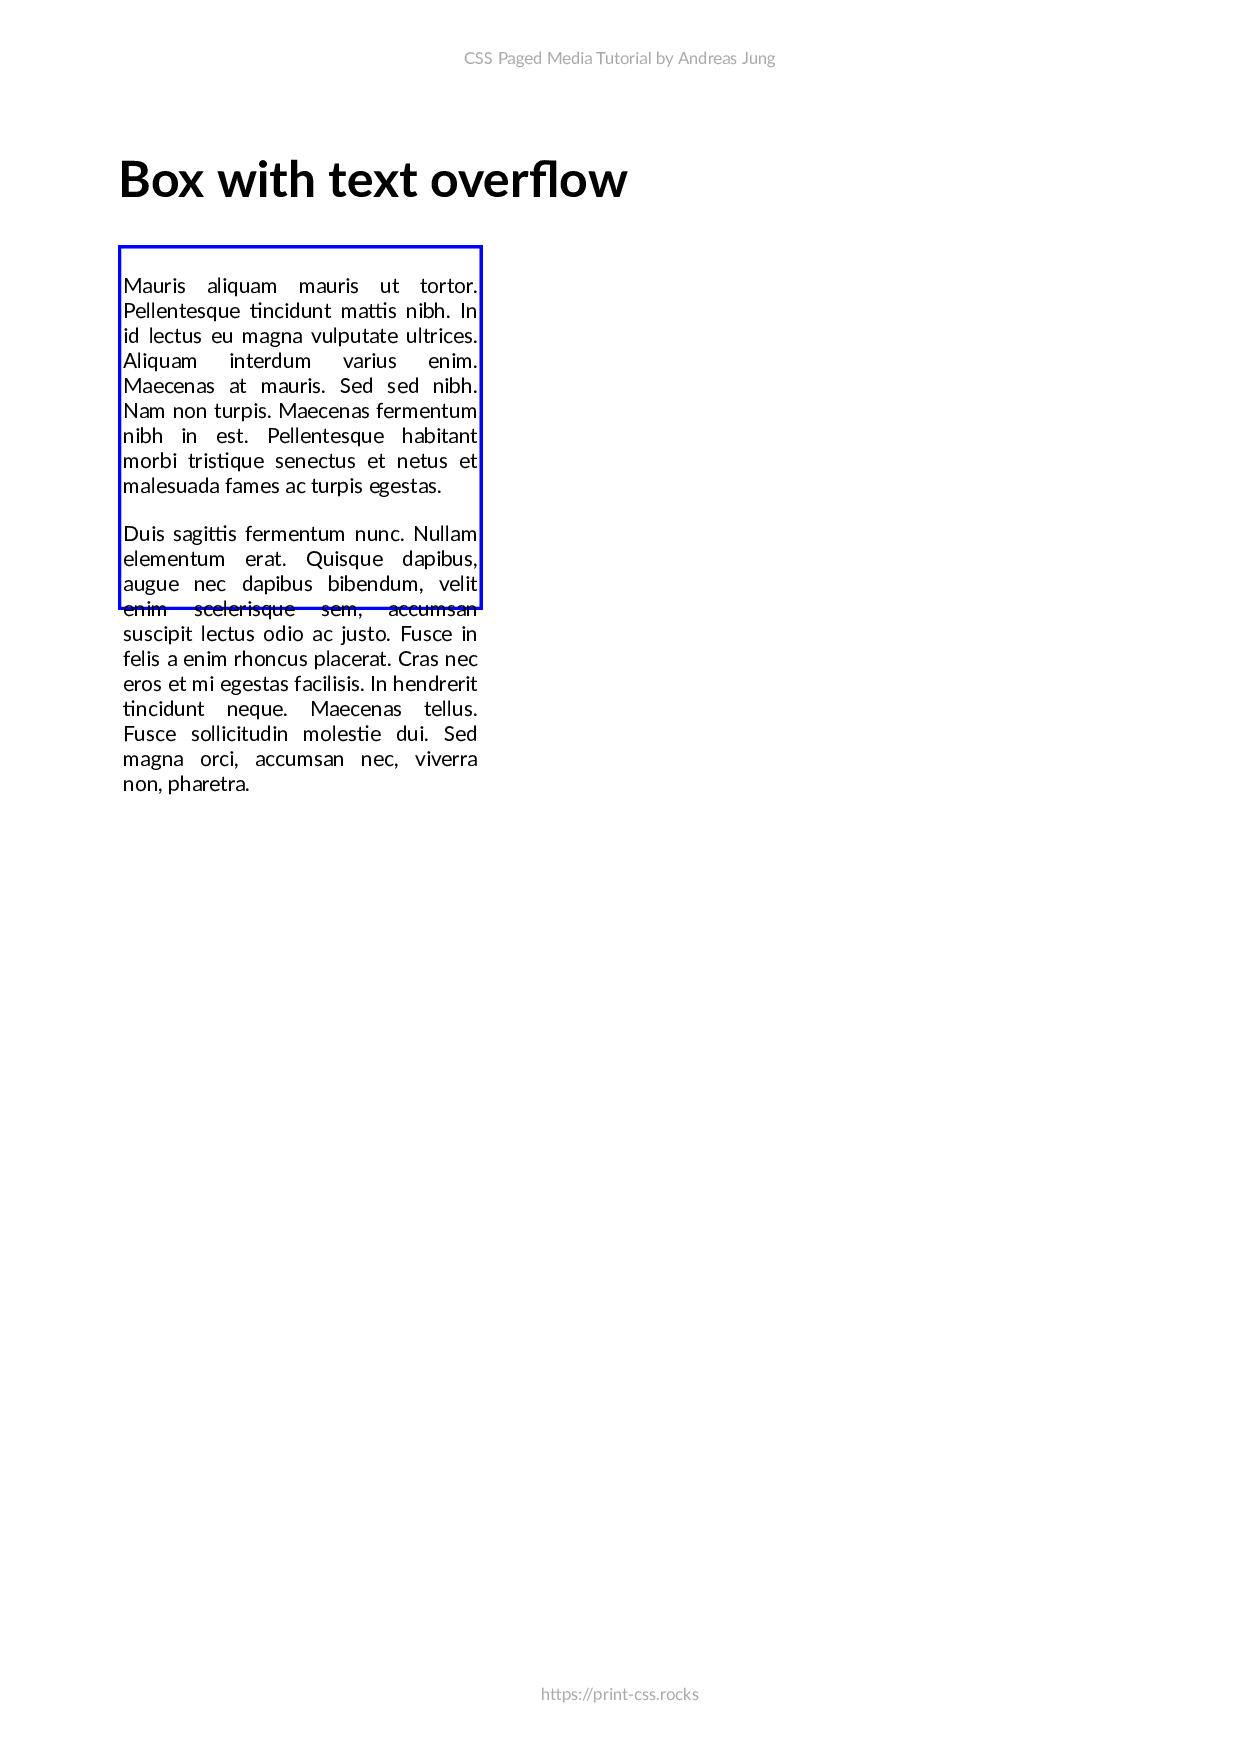 CSS Paged Media Tutorial by Andreas Jung
Box with text overflow
Mauris aliquam mauris ut tortor.
Pellentesque tincidunt mattis nibh. In
id lectus eu magna vulputate ultrices.
Aliquam interdum varius enim.
Maecenas at mauris. Sed sed nibh.
Nam non turpis. Maecenas fermentum
nibh in est. Pellentesque habitant
morbi tristique senectus et netus et
malesuada fames ac turpis egestas.
Duis sagittis fermentum nunc. Nullam
elementum erat. Quisque dapibus,
augue nec dapibus bibendum, velit
enim scelerisque sem, accumsan
suscipit lectus odio ac justo. Fusce in
felis a enim rhoncus placerat. Cras nec
eros et mi egestas facilisis. In hendrerit
tincidunt neque. Maecenas tellus.
Fusce sollicitudin molestie dui. Sed
magna orci, accumsan nec, viverra
non, pharetra.
https://print-css.rocks